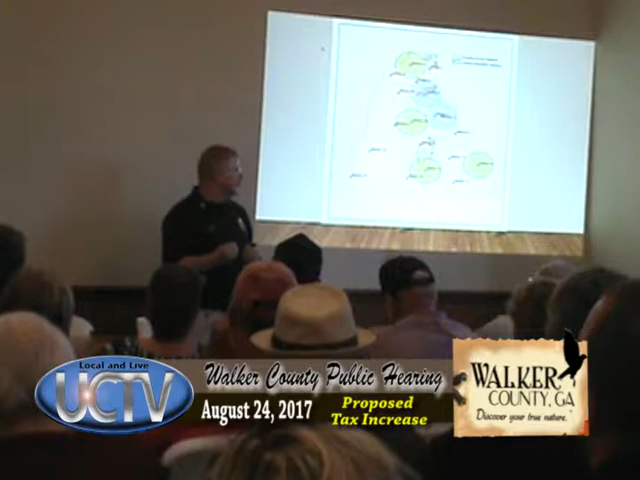 Local and Live
UCTV
Walker County Public Hearing
August 24, 2017
Proposed
Tax Increase
WALKER
COUNTY, GA
Discover your true nature.